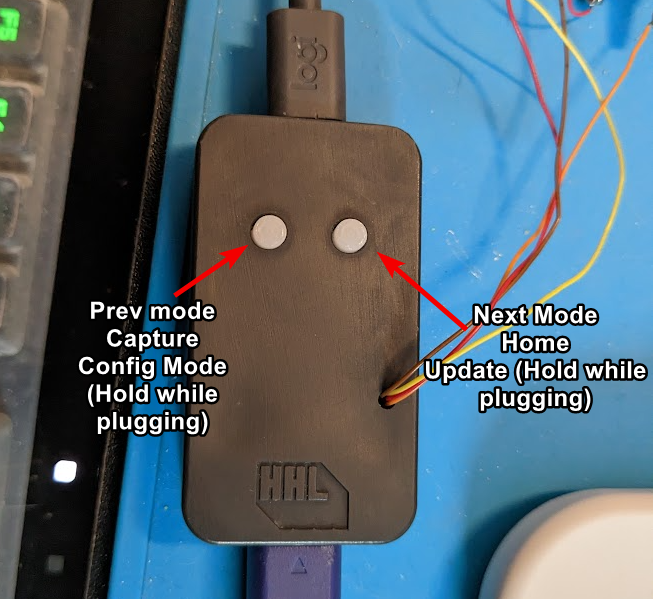 logi
Prev mode
Capture
Config Mode
(Hold while
plugging)
Next Mode
Home
Update (Hold while
plugging)
HHL